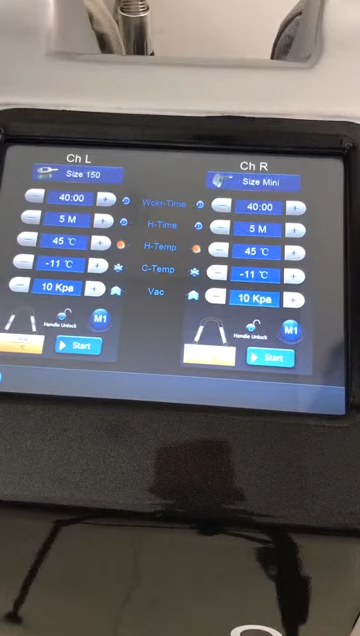 Ch L Ch R
Size 150 Size Mini
40:00 Wokr-Time 40:00
5 M H-Time 5 M
45 ℃ H-Temp 45 ℃
-11 ℃ C-Temp -11 ℃
10 Kpa Vac 10 Kpa
Handle Unlock M1 Handle Unlock M1
℃ Start Start